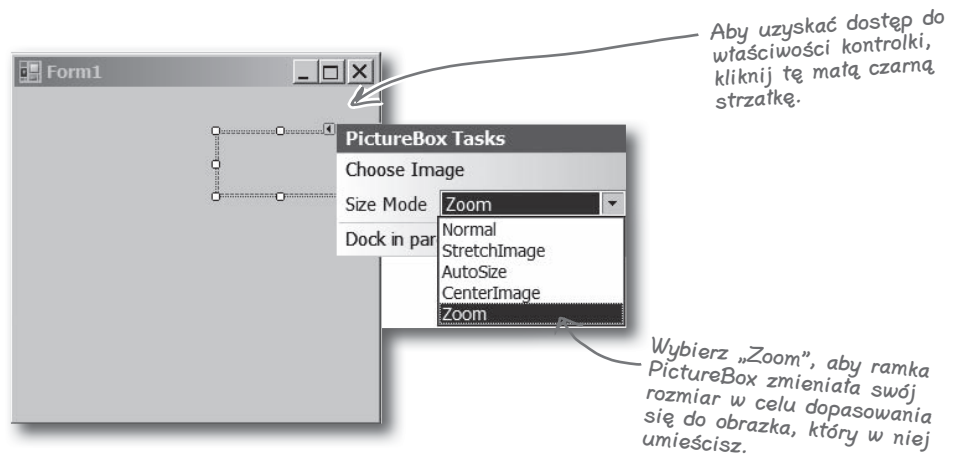 Aby uzyskać dostęp do
właściwości kontrolki,
kliknij tę małą czarną
strzałkę.
Form1
PictureBox Tasks
Choose Image
Size Mode Zoom
Dock in par
Normal
StretchImage
AutoSize
CenterImage
Zoom
Wybierz „Zoom”, aby ramka
PictureBox zmieniała swój
rozmiar w celu dopasowania
się do obrazka, który w niej
umieścisz.